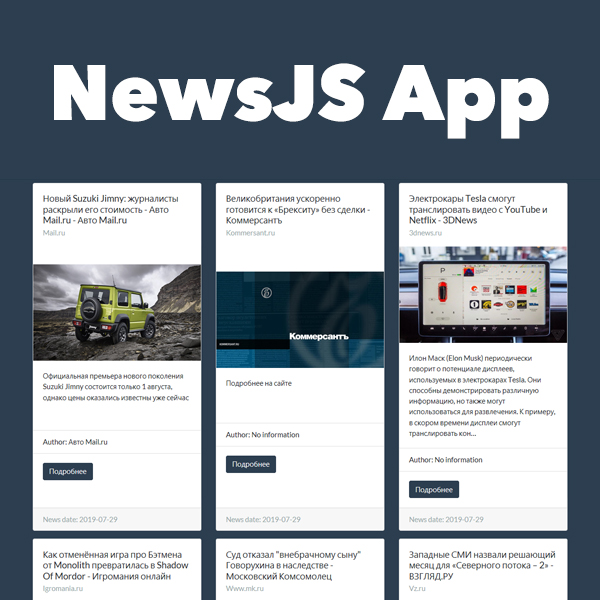 NewsJS App
Новый Suzuki Jimny: журналисты
раскрыли его стоимость - Авто
Mail.ru - Авто Mail.ru
Mail.ru
Официальная премьера нового поколения
Suzuki Jimny состоится только 1 августа,
однако цены оказались известны уже сейчас
Author: Авто Mail.ru
Подробнее
News date: 2019-07-29
Великобритания ускоренно
готовится к «Брекситу» без сделки -
Коммерсантъ
Kommersant.ru
Коммерсантъ
Подробнее на сайте
Author: No information
Подробнее
News date: 2019-07-29
Электрокары Tesla смогут
транслировать видео с YouTube и
Netflix - 3DNews
3dnews.ru
P
Илон Маск (Elon Musk) периодически
говорит о потенциале дисплеев,
используемых в электрокарах Tesla. Они
способны демонстрировать различную
информацию, но также могут
использоваться для развлечения. К примеру,
в скором времени дисплеи смогут
транслировать кон...
Author: No information
Подробнее
News date: 2019-07-29
Как отменённая игра про Бэтмена
от Monolith превратилась в Shadow
Of Mordor - Игромания онлайн
Igromania.ru
Суд отказал "внебрачному сыну"
Говорухина в наследстве -
Московский Комсомолец
Www.mk.ru
Западные СМИ назвали решающий
месяц для «Северного потока – 2» -
ВЗГЛЯД.РУ
Vz.ru